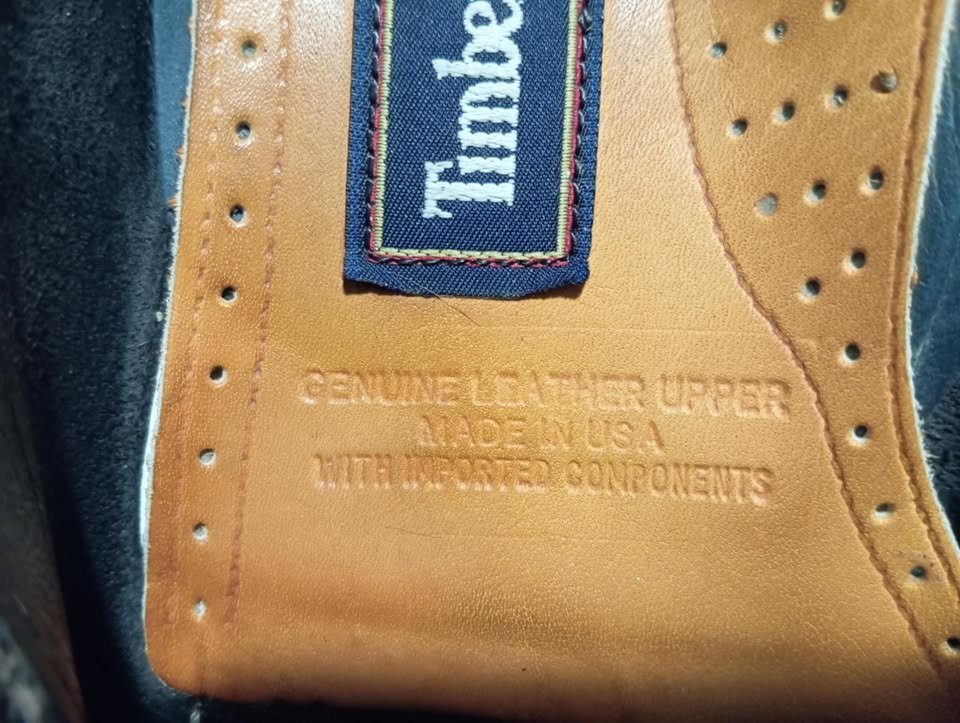 Timbe
GENUINE LEATHER UPPER
MADE IN USA
WITH IMPORTED COMPONENTS